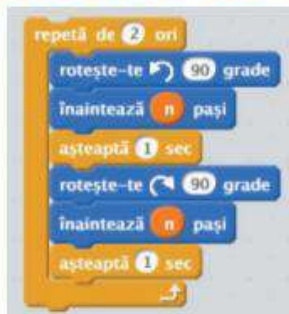 repetă de 2 ori
rotește-te 90 grade
înaintează n pași
așteaptă 1 sec
rotește-te 90 grade
înaintează n pași
așteaptă 1 sec